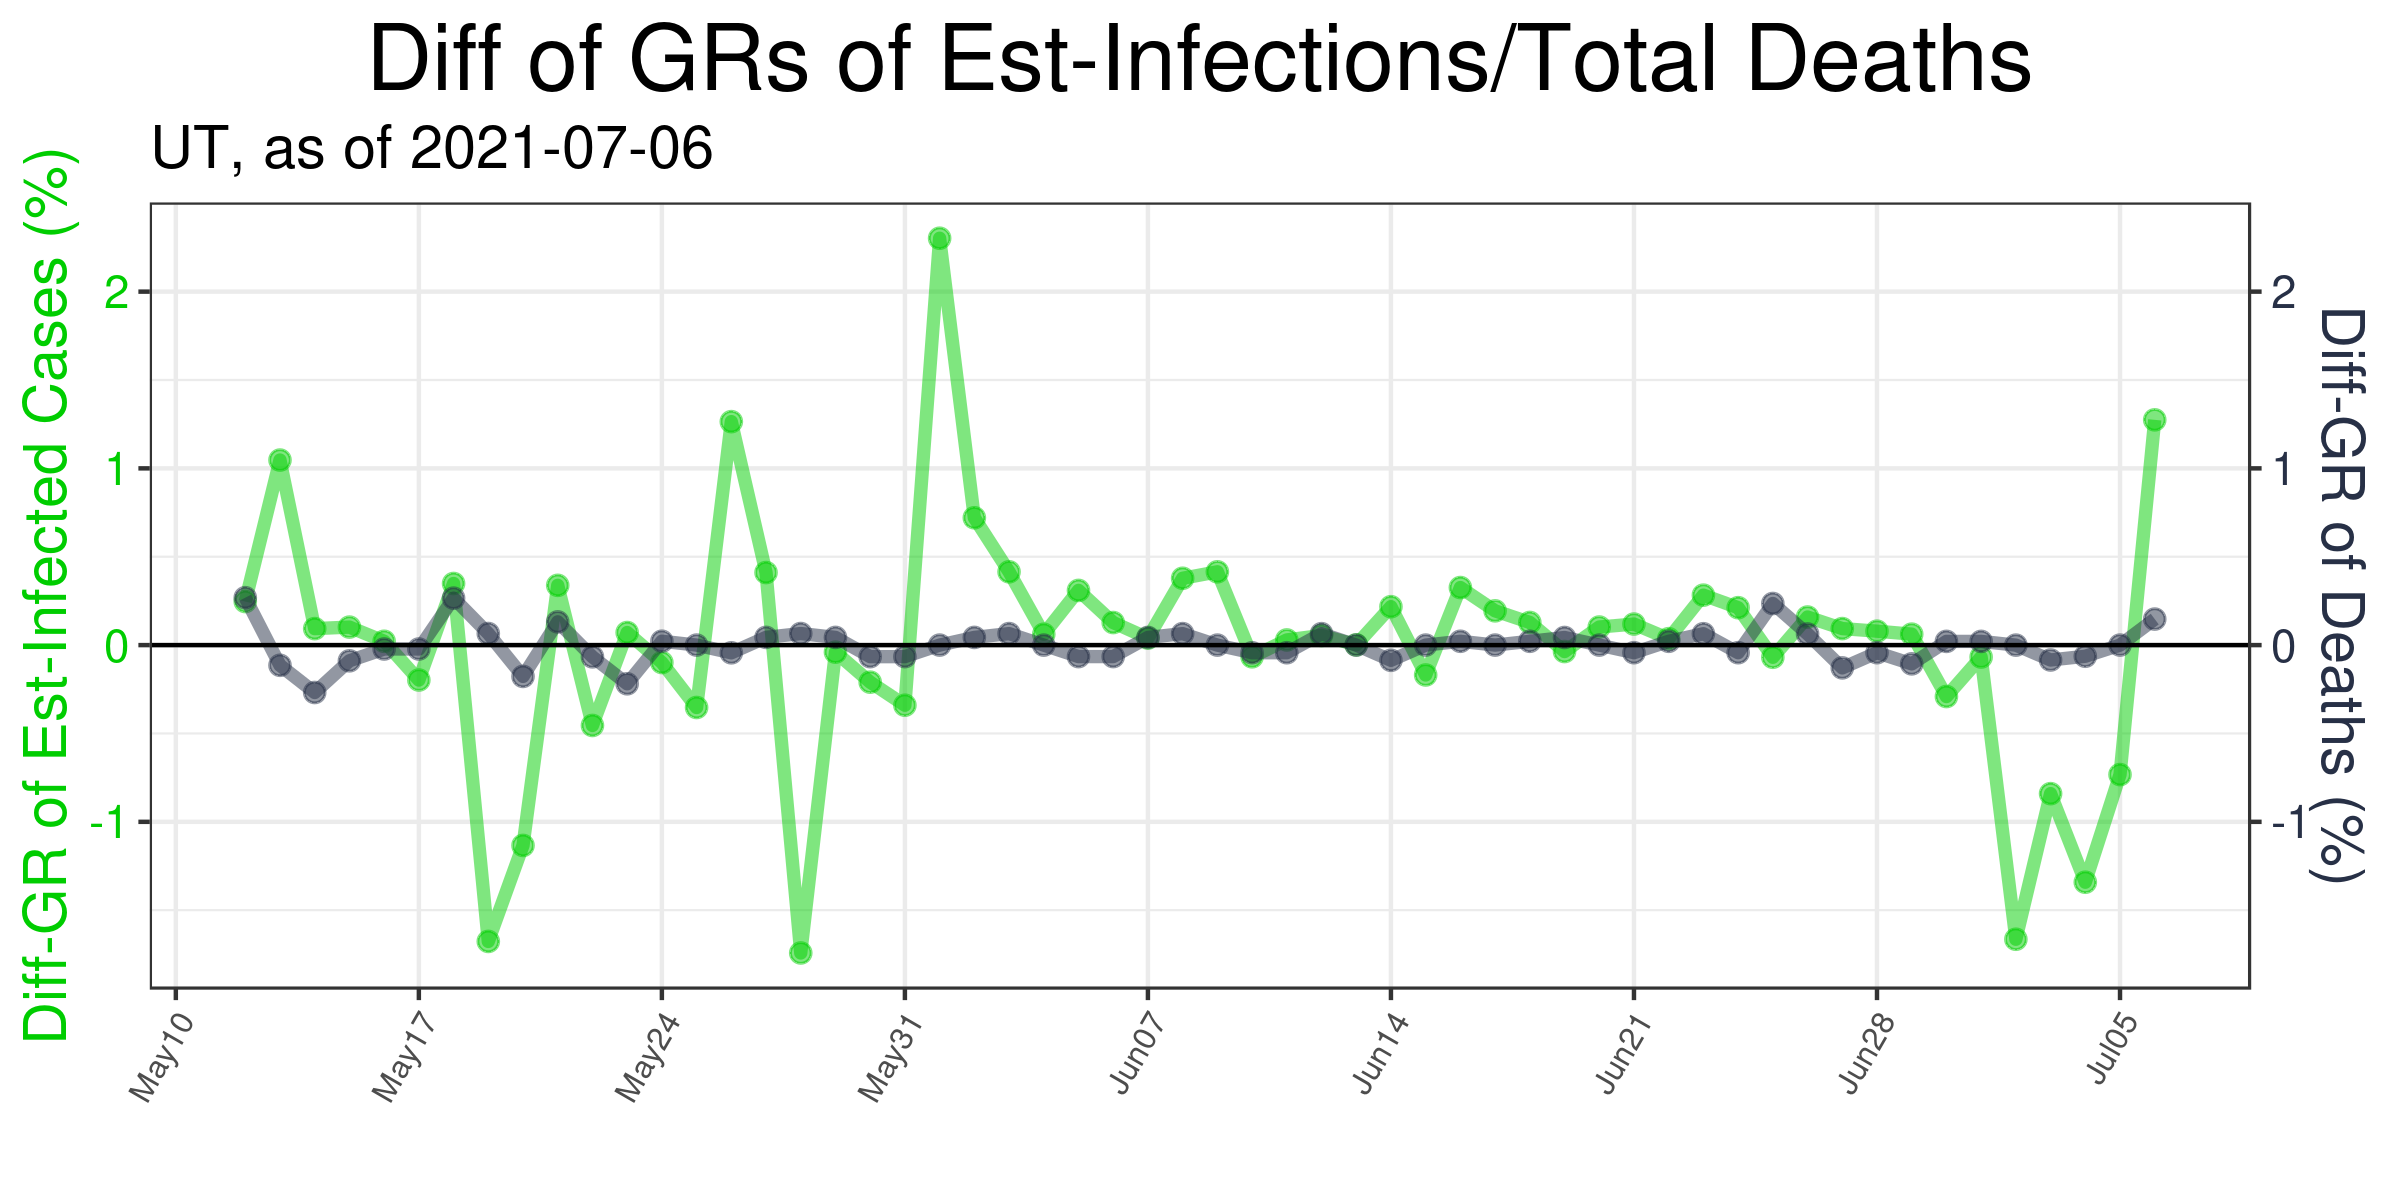 Diff of GRs of Est-Infections/Total Deaths
UT, as of 2021-07-06
Diff-GR of Est-Infected Cases (%)
2
1
0
-1
2
1
0
-1
Diff-GR of Deaths (%)
May10
May17
May24
May31
Jun07
Jun14
Jun21
Jun28
Jul05